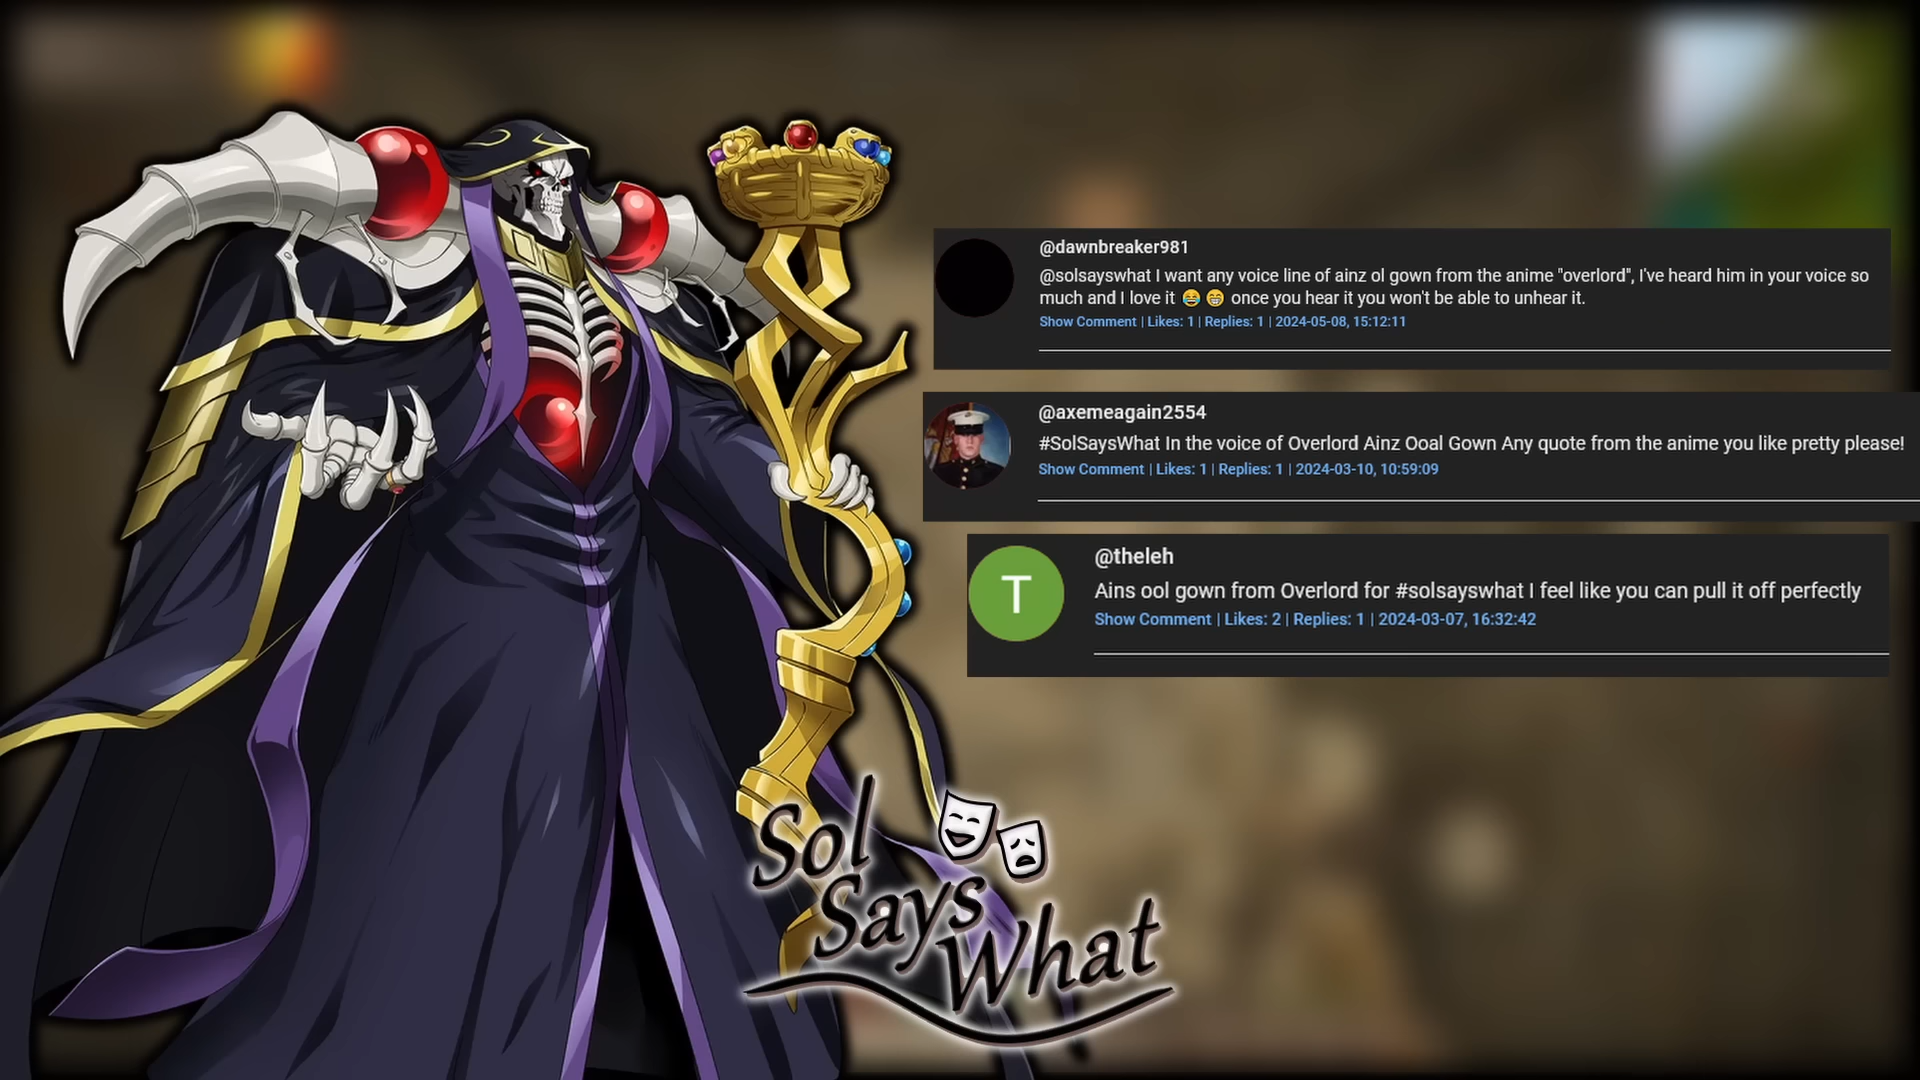 @dawnbreaker981
@solsayswhat I want any voice line of ainz ol gown from the anime "overlord", I've heard him in your voice so
much and I love it 😂 😁 once you hear it you won't be able to unhear it.
Show Comment | Likes: 1 | Replies: 1 | 2024-05-08, 15:12:11
@axemeagain2554
#SolSaysWhat In the voice of Overlord Ainz Ooal Gown Any quote from the anime you like pretty please!
Show Comment | Likes: 1 | Replies: 1 | 2024-03-10, 10:59:09
T
@theleh
Ains ool gown from Overlord for #solsayswhat I feel like you can pull it off perfectly
Show Comment | Likes: 2 | Replies: 1 | 2024-03-07, 16:32:42
Sol
Says
What